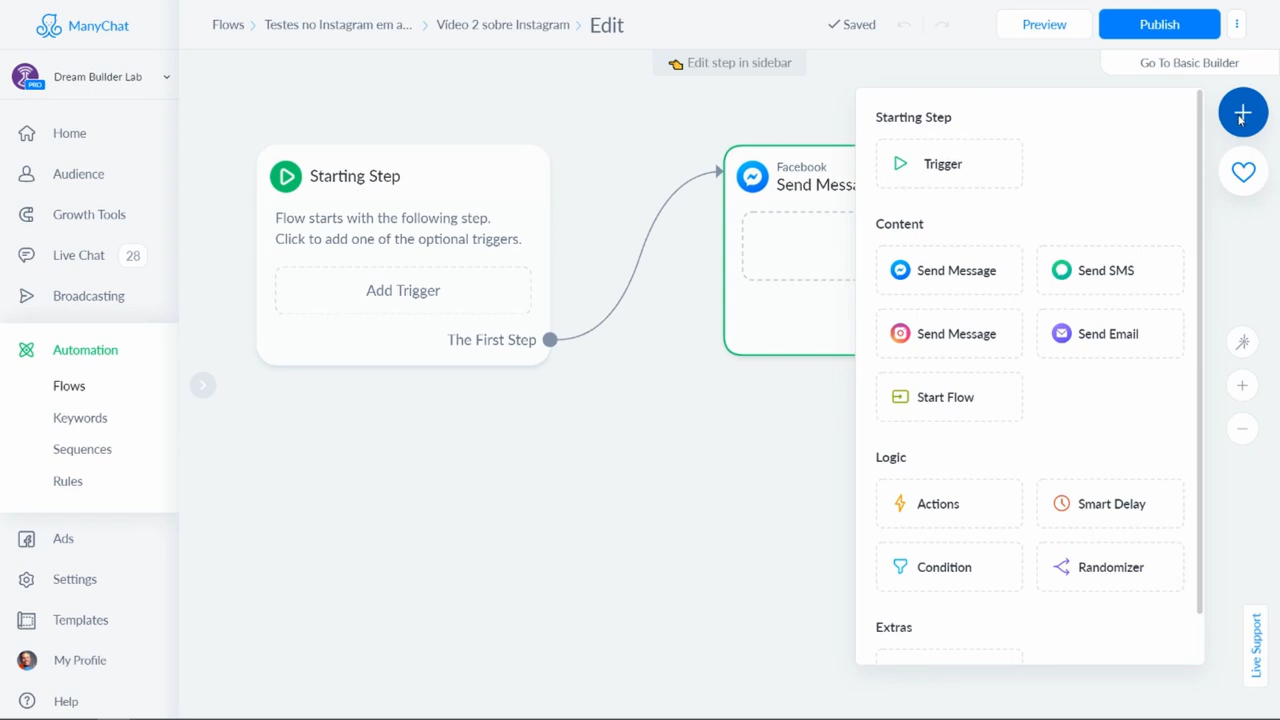 ManyChat
Flows
Testes no Instagram em a...
Vídeo 2 sobre Instagram
Edit
Saved
Preview
Publish
Dream Builder Lab
PRO
Edit step in sidebar
Go To Basic Builder
Home
Audience
Growth Tools
Live Chat
28
Broadcasting
Automation
Flows
Keywords
Sequences
Rules
Ads
Settings
Templates
My Profile
Help
Starting Step
Flow starts with the following step.
Click to add one of the optional triggers.
Add Trigger
The First Step
Facebook
Send Messa
Starting Step
Trigger
Content
Send Message
Send SMS
Send Message
Send Email
Start Flow
Logic
Actions
Smart Delay
Condition
Randomizer
Extras
Live Support